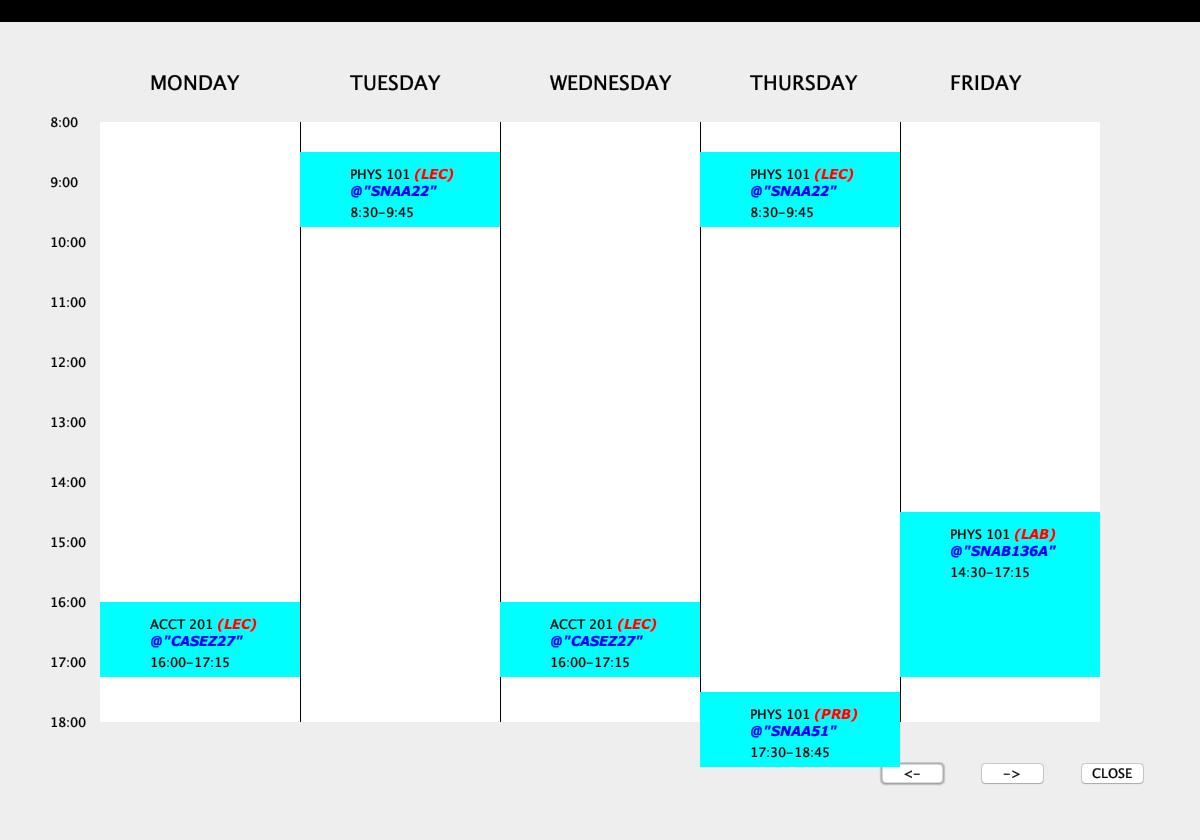 MONDAY TUESDAY WEDNESDAY THURSDAY FRIDAY
8:00
PHYS 101 (LEC) PHYS 101 (LEC)
9:00 @"SNAA22" @"SNAA22"
8:30-9:45 8:30-9:45
10:00
11:00
12:00
13:00
14:00
PHYS 101 (LAB)
15:00 @"SNAB136A"
14:30-17:15
16:00
ACCT 201 (LEC) ACCT 201 (LEC)
@"CASEZ27" @"CASEZ27"
17:00 16:00-17:15 16:00-17:15
PHYS 101 (PRB)
18:00 @"SNAA51"
17:30-18:45
<- -> CLOSE